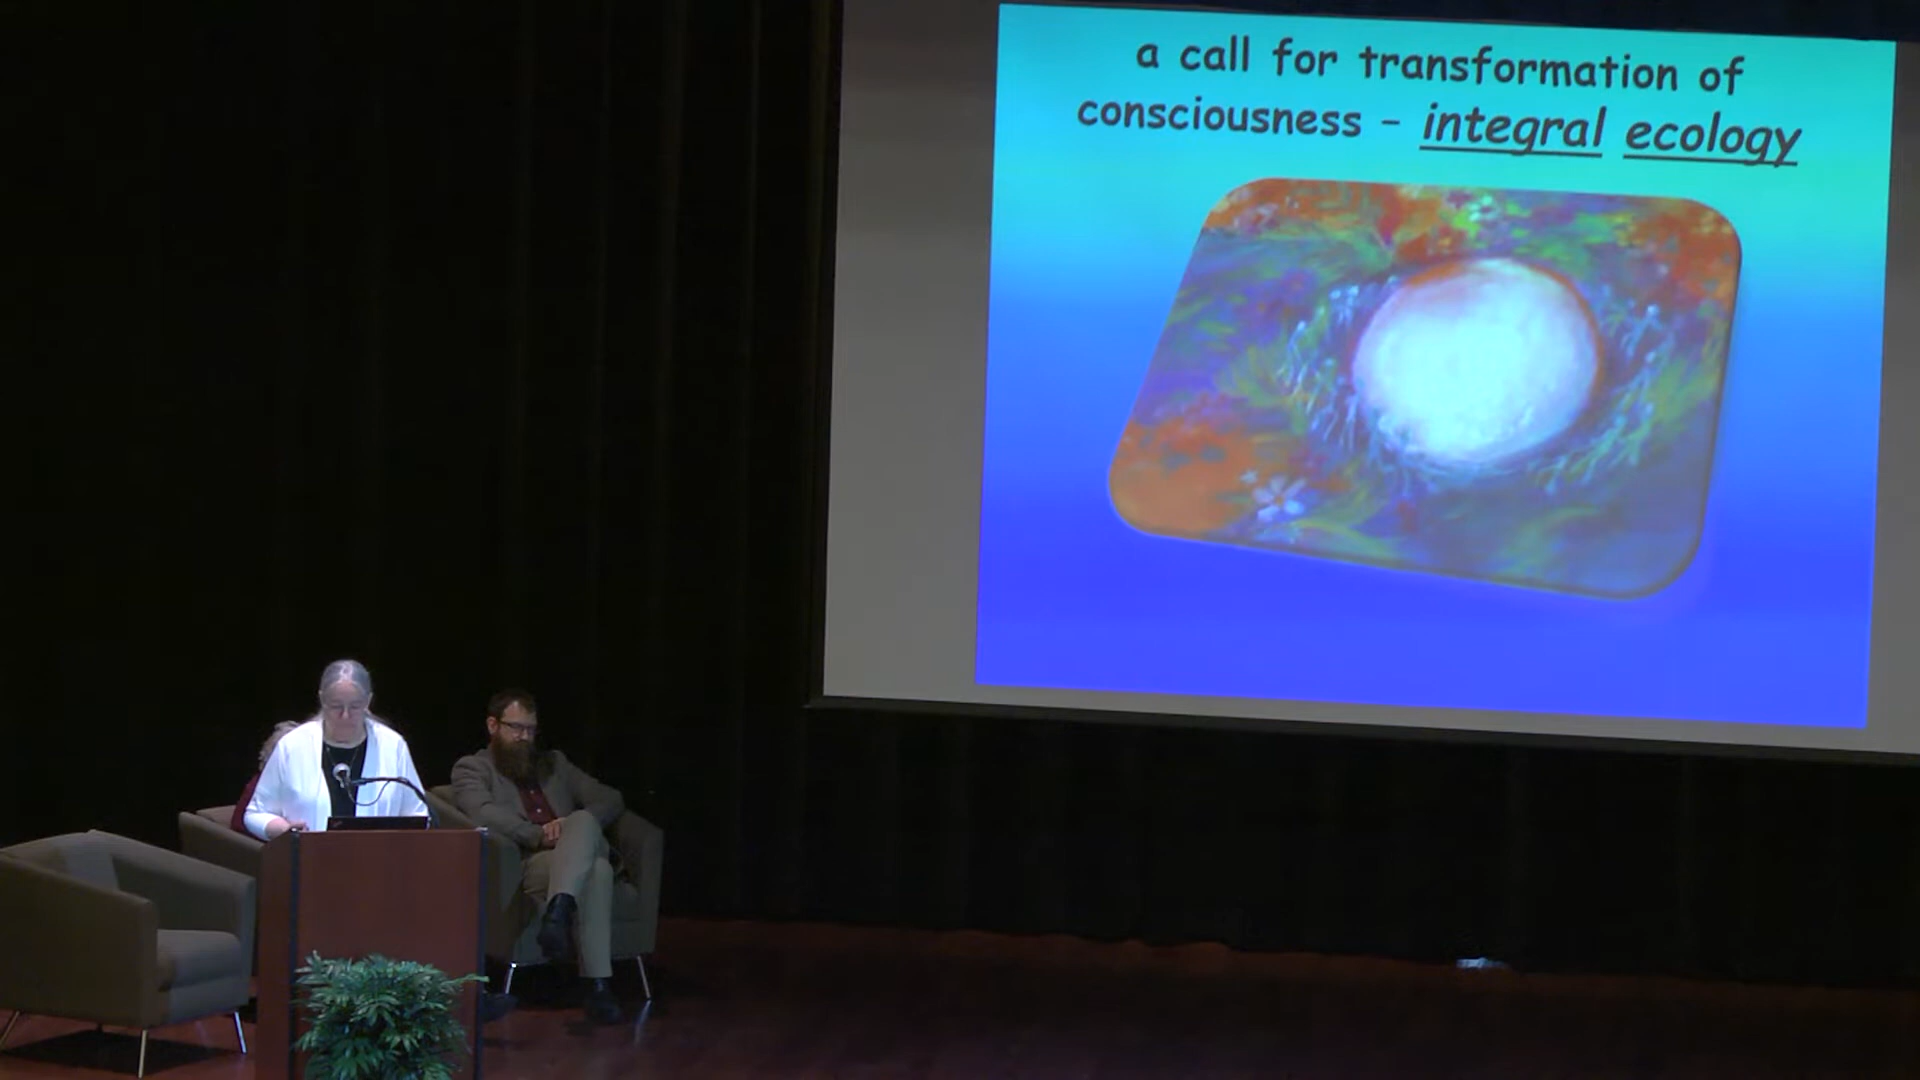 a call for transformation of
consciousness - integral ecology